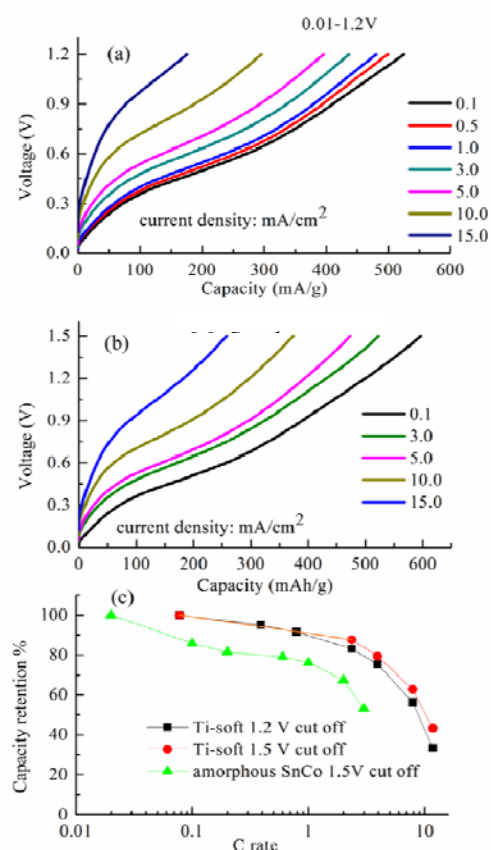 0.01-1.2V
(a)
1.2
0.9
0.6
0.3
0.0
Voltage (V)
0.1
0.5
1.0
3.0
5.0
10.0
15.0
current density: mA/cm²
0 100 200 300 400 500 600
Capacity (mA/g)
(b)
1.5
1.2
0.9
0.6
0.3
0.0
Voltage (V)
0.1
3.0
5.0
10.0
15.0
current density: mA/cm²
0 100 200 300 400 500 600
Capacity (mAh/g)
(c)
100
80
60
40
20
0
Capacity retention %
Ti-soft 1.2 V cut off
Ti-soft 1.5 V cut off
amorphous SnCo 1.5V cut off
0.01 0.1 1 10
C rate